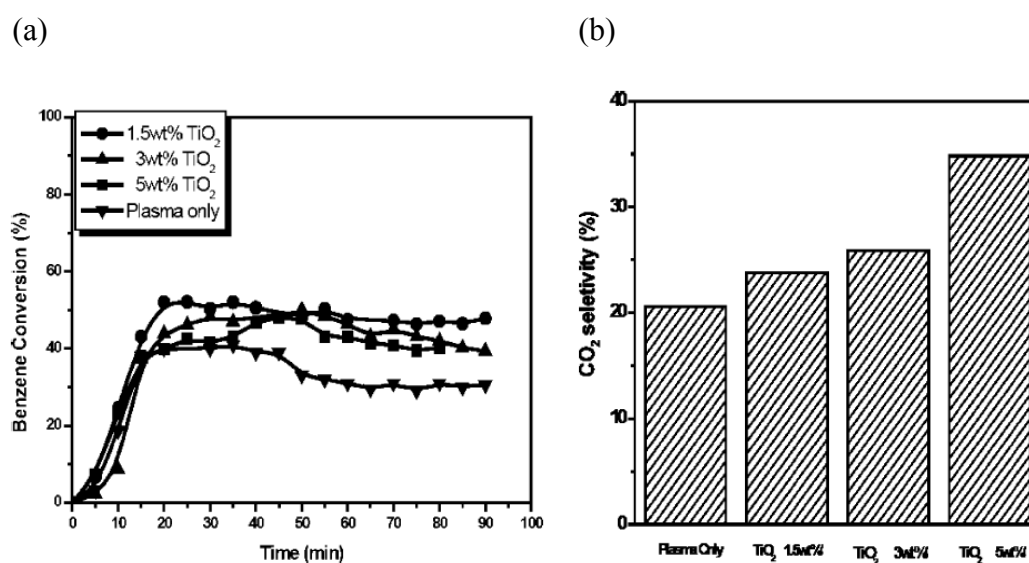 (a)
(b)
1.5wt% TiO₂
3wt% TiO₂
5wt% TiO₂
Plasma only
100
80
60
40
20
0
Benzene Conversion (%)
0 10 20 30 40 50 60 70 80 90 100
Time (min)
40
30
20
10
0
CO₂ seletivity (%)
Plasma Only TiO₂ 1.5wt% TiO₂ 3wt% TiO₂ 5wt%